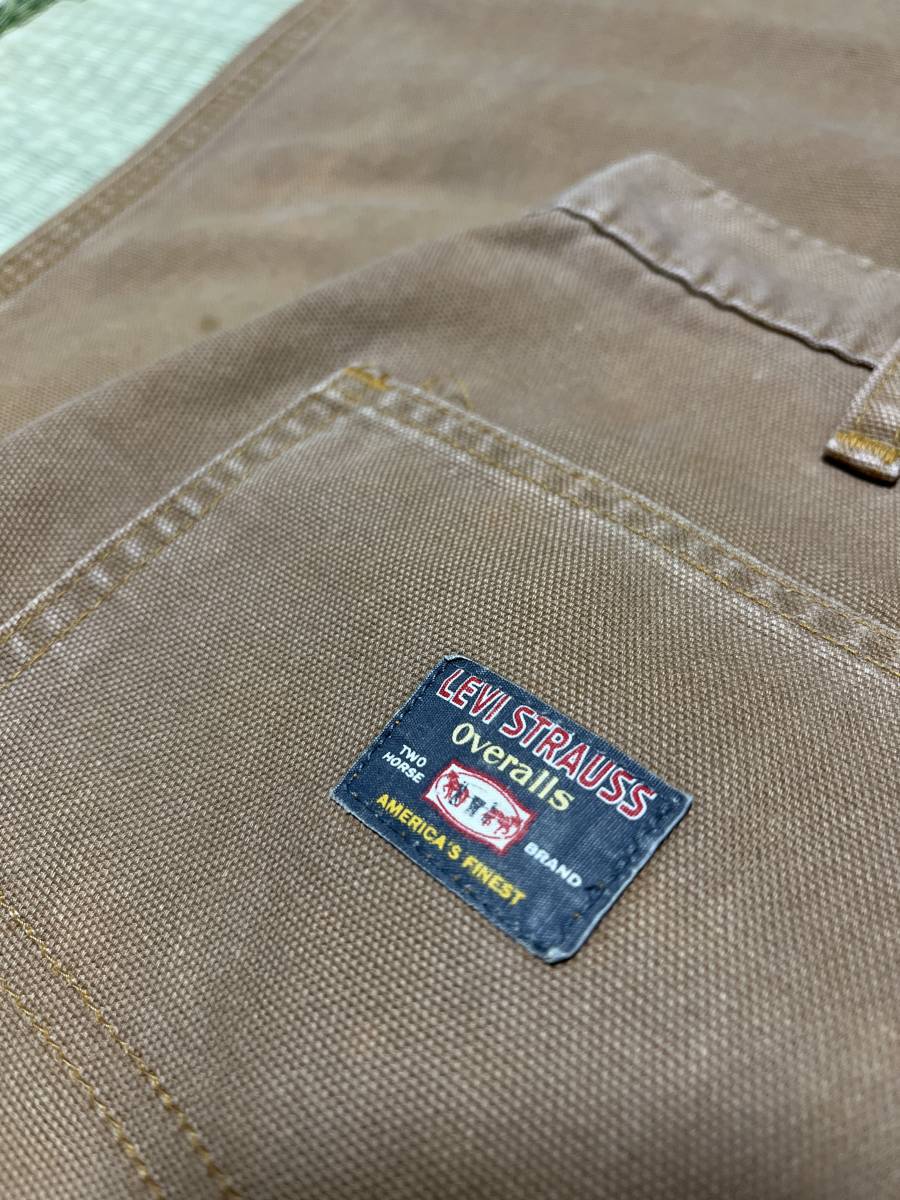 LEVI STRAUSS
Overalls
TWO
HORSE
BRAND
AMERICA'S FINEST